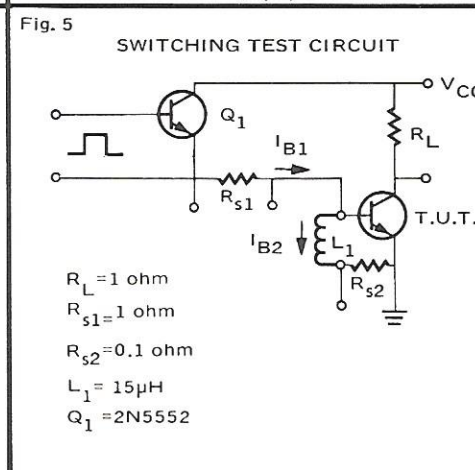 Fig. 5
SWITCHING TEST CIRCUIT
VCC
Q1
RL
IB1
Rs1
T.U.T.
IB2
L1
Rs2
RL=1 ohm
Rs1=1 ohm
Rs2=0.1 ohm
L1= 15µH
Q1 =2N5552